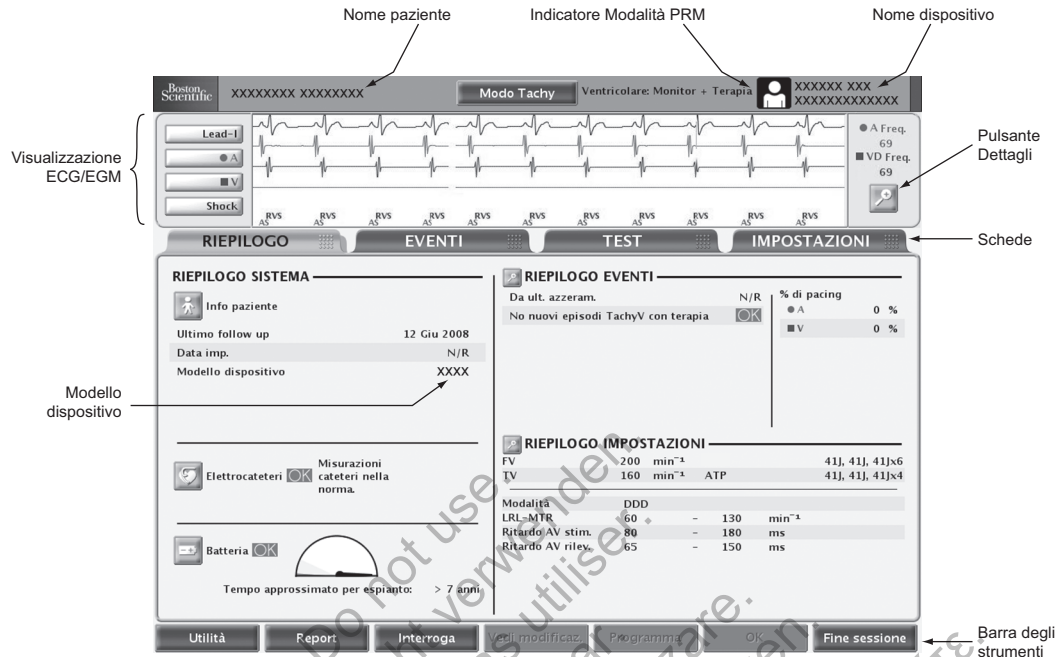 Nome paziente
Indicatore Modalità PRM
Nome dispositivo
Boston Scientific
XXXXXXXX XXXXXXXX
Modo Tachy
Ventricolare: Monitor + Terapia
XXXXXX XXX
XXXXXXXXXXXXX
Visualizzazione
ECG/EGM
Lead-I
A
V
Shock
RVS RVS RVS RVS RVS RVS RVS RVS RVS RVS
AS AS AS AS AS AS AS AS AS AS
A Freq.
69
VD Freq.
69
Pulsante
Dettagli
RIEPILOGO
EVENTI
TEST
IMPOSTAZIONI
Schede
RIEPILOGO SISTEMA
Info paziente
Ultimo follow up 12 Giu 2008
Data imp. N/R
Modello dispositivo XXXX
Modello
dispositivo
Elettrocateteri OK Misurazioni
cateteri nella
norma.
Batteria OK
Tempo approssimato per espianto: > 7 anni
RIEPILOGO EVENTI
Da ult. azzeram. N/R
No nuovi episodi TachyV con terapia OK
% di pacing
A 0 %
V 0 %
RIEPILOGO IMPOSTAZIONI
FV 200 min⁻¹ 41J, 41J, 41Jx6
TV 160 min⁻¹ ATP 41J, 41J, 41Jx4
Modalità DDD
LRL-MTR 60 - 130 min⁻¹
Ritardo AV stim. 80 - 180 ms
Ritardo AV rilev. 65 - 150 ms
Utilità
Report
Interroga
Vedi modificaz.
Programma
OK
Fine sessione
Barra degli
strumenti
Do not use.
verwenden.
utiliser.